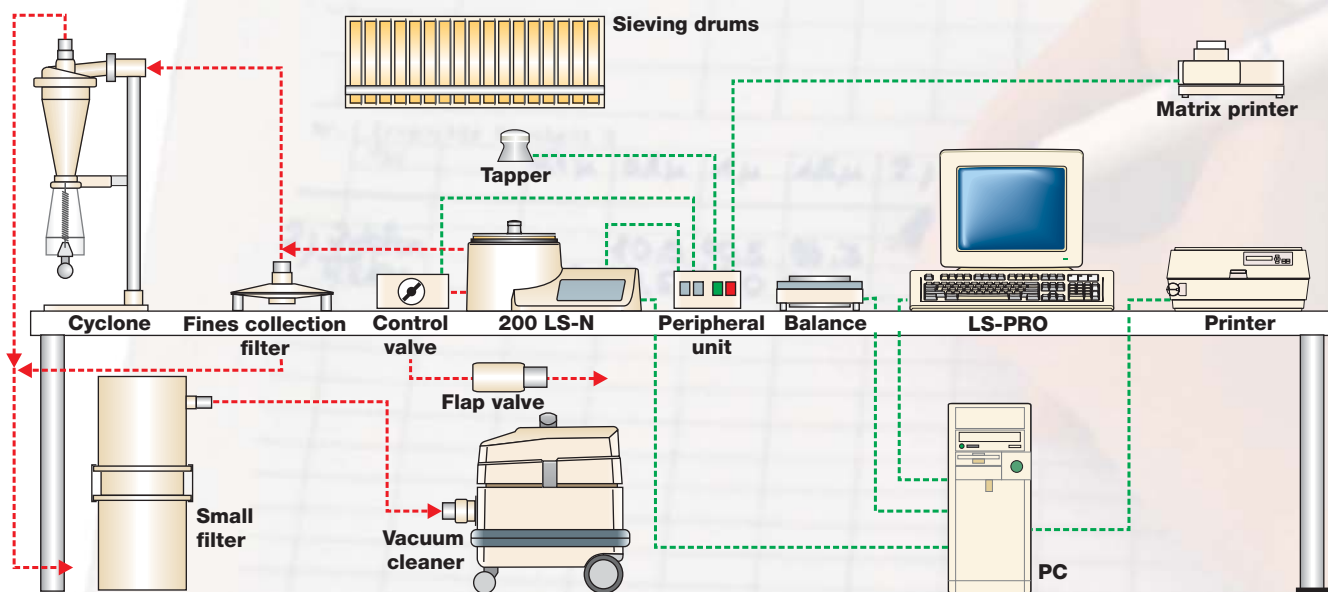 Sieving drums
Matrix printer
Tapper
Cyclone
Fines collection
filter
Control
valve
200 LS-N
Peripheral
unit
Balance
LS-PRO
Printer
Flap valve
Small
filter
Vacuum
cleaner
PC